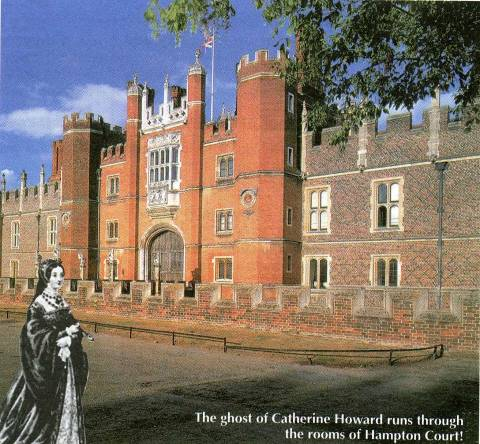 The ghost of Catherine Howard runs through
the rooms of Hampton Court!